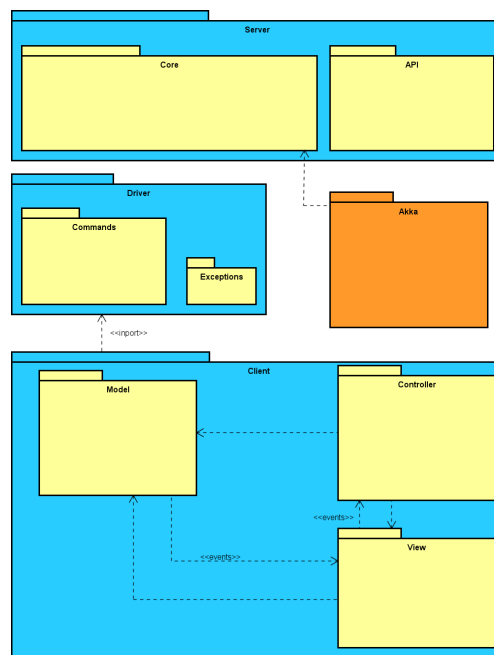 Server
Core
API
Driver
Commands
Akka
Exceptions
<<inport>>
Client
Model
Controller
<<events>>
View
<<events>>